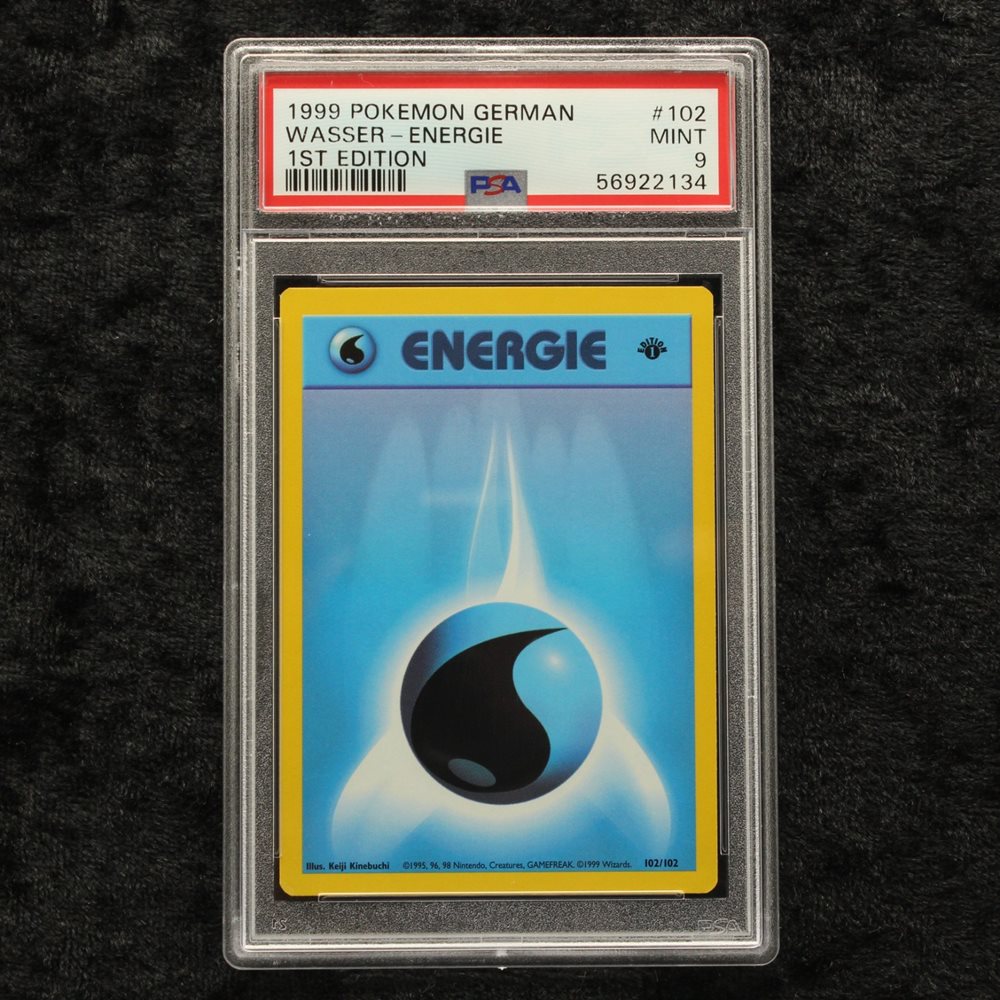 1999 POKEMON GERMAN #102
WASSER – ENERGIE MINT
1ST EDITION 9
PSA 56922134
ENERGIE
EDITION
1
Illus. Keiji Kinebuchi ©1995, 96, 98 Nintendo, Creatures, GAMEFREAK. ©1999 Wizards. 102/102
PSA